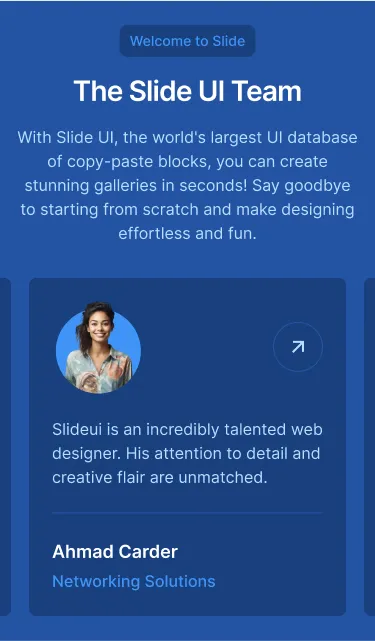 Welcome to Slide
The Slide UI Team
With Slide UI, the world's largest UI database
of copy-paste blocks, you can create
stunning galleries in seconds! Say goodbye
to starting from scratch and make designing
effortless and fun.
Slideui is an incredibly talented web
designer. His attention to detail and
creative flair are unmatched.
Ahmad Carder
Networking Solutions